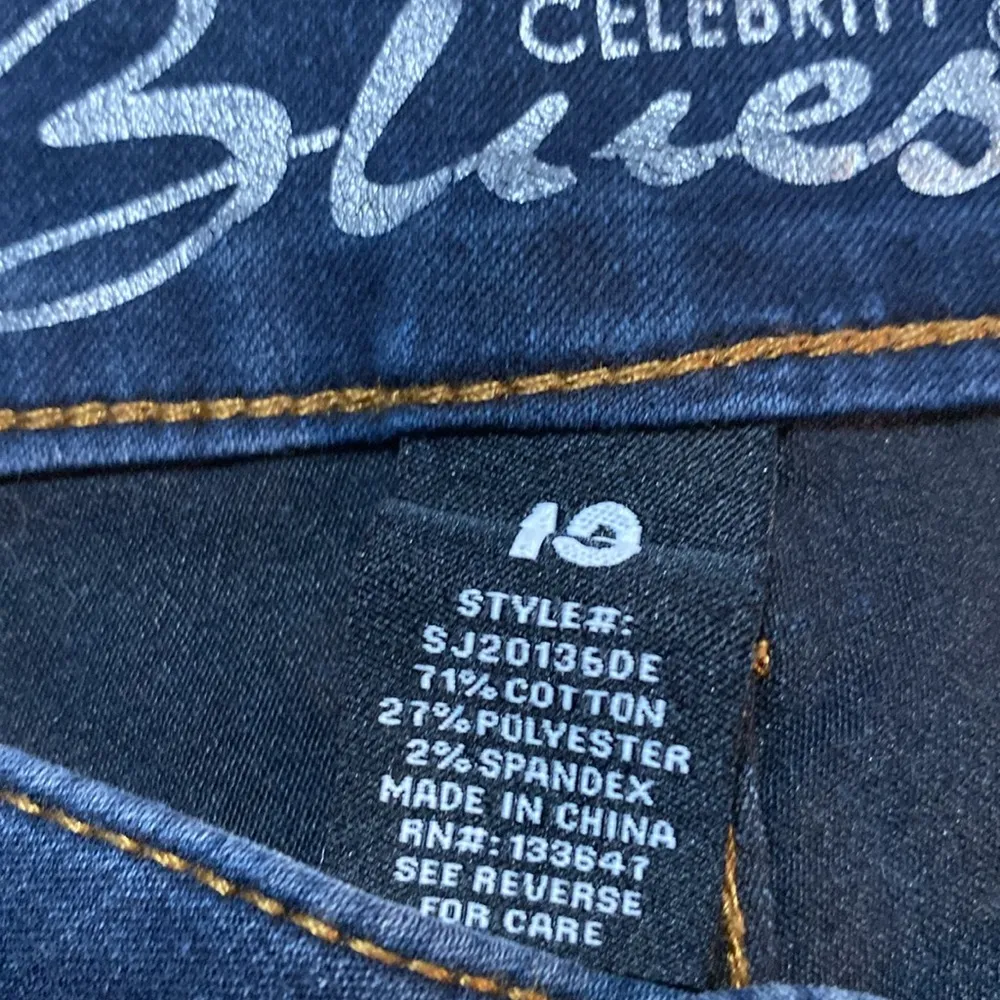 CELEBRITY
Blues
10
STYLE#:
SJ20136DE
71% COTTON
27% POLYESTER
2% SPANDEX
MADE IN CHINA
RN#: 133647
SEE REVERSE
FOR CARE